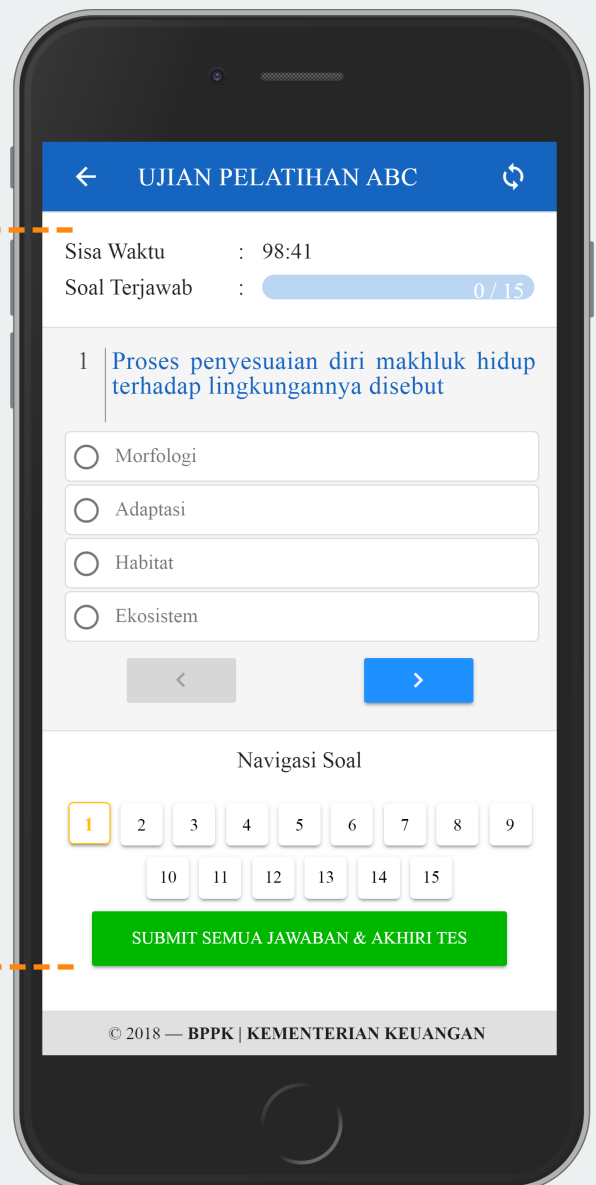 UJIAN PELATIHAN ABC
Sisa Waktu : 98:41
Soal Terjawab : 0 / 15
1 Proses penyesuaian diri makhluk hidup
terhadap lingkungannya disebut
Morfologi
Adaptasi
Habitat
Ekosistem
Navigasi Soal
1 2 3 4 5 6 7 8 9
10 11 12 13 14 15
SUBMIT SEMUA JAWABAN & AKHIRI TES
© 2018 — BPPK | KEMENTERIAN KEUANGAN